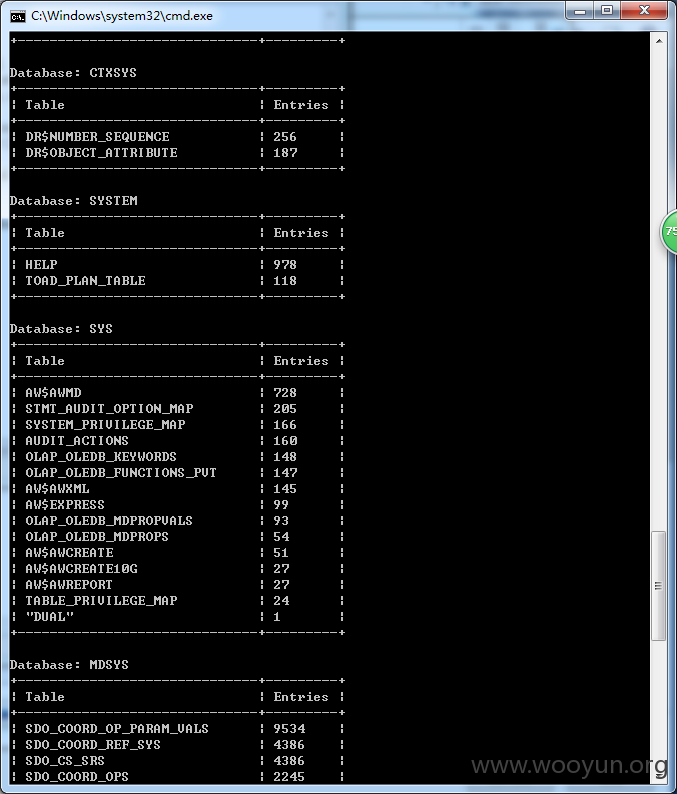 C:\Windows\system32\cmd.exe
+------------------------------+---------+
Database: CTXSYS
+------------------------------+---------+
| Table | Entries |
+------------------------------+---------+
| DR$NUMBER_SEQUENCE | 256 |
| DR$OBJECT_ATTRIBUTE | 187 |
+------------------------------+---------+
Database: SYSTEM
+------------------------------+---------+
| Table | Entries |
+------------------------------+---------+
| HELP | 978 |
| TOAD_PLAN_TABLE | 118 |
+------------------------------+---------+
Database: SYS
+------------------------------+---------+
| Table | Entries |
+------------------------------+---------+
| AW$AWMD | 728 |
| STMT_AUDIT_OPTION_MAP | 205 |
| SYSTEM_PRIVILEGE_MAP | 166 |
| AUDIT_ACTIONS | 160 |
| OLAP_OLEDB_KEYWORDS | 148 |
| OLAP_OLEDB_FUNCTIONS_PVT | 147 |
| AW$AWXML | 145 |
| AW$EXPRESS | 99 |
| OLAP_OLEDB_MDPROPVALS | 93 |
| OLAP_OLEDB_MDPROPS | 54 |
| AW$AWCREATE | 51 |
| AW$AWCREATE10G | 27 |
| AW$AWREPORT | 27 |
| TABLE_PRIVILEGE_MAP | 24 |
| "DUAL" | 1 |
+------------------------------+---------+
Database: MDSYS
+------------------------------+---------+
| Table | Entries |
+------------------------------+---------+
| SDO_COORD_OP_PARAM_VALS | 9534 |
| SDO_COORD_REF_SYS | 4386 |
| SDO_CS_SRS | 4386 |
| SDO_COORD_OPS | 2245 |
75
www.wooyun.org